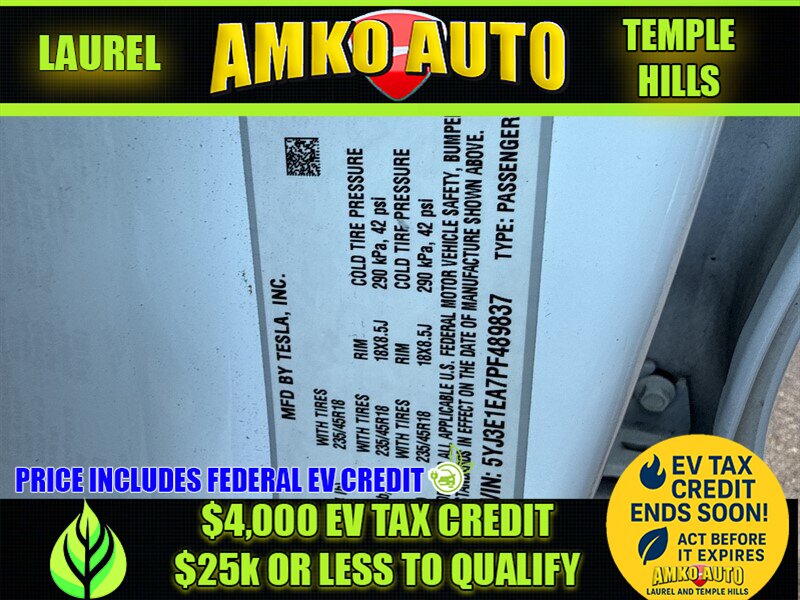 LAUREL
AMKO AUTO
TEMPLE
HILLS
MFD BY TESLA, INC.
WITH TIRES
235/45R18
WITH TIRES RIM COLD TIRE PRESSURE
235/45R18 18X8.5J 290 kPa, 42 psi
WITH TIRES RIM COLD TIRE PRESSURE
235/45R18 18X8.5J 290 kPa, 42 psi
ALL APPLICABLE U.S. FEDERAL MOTOR VEHICLE SAFETY,
IN EFFECT ON THE DATE OF MANUFACTURE SHOWN ABOVE.
VIN: 5YJ3E1EA7PF489837 TYPE: PASSENGER
PRICE INCLUDES FEDERAL EV CREDIT
$4,000 EV TAX CREDIT
$25k OR LESS TO QUALIFY
EV TAX
CREDIT
ENDS SOON!
ACT BEFORE
IT EXPIRES
AMKO AUTO
LAUREL AND TEMPLE HILLS